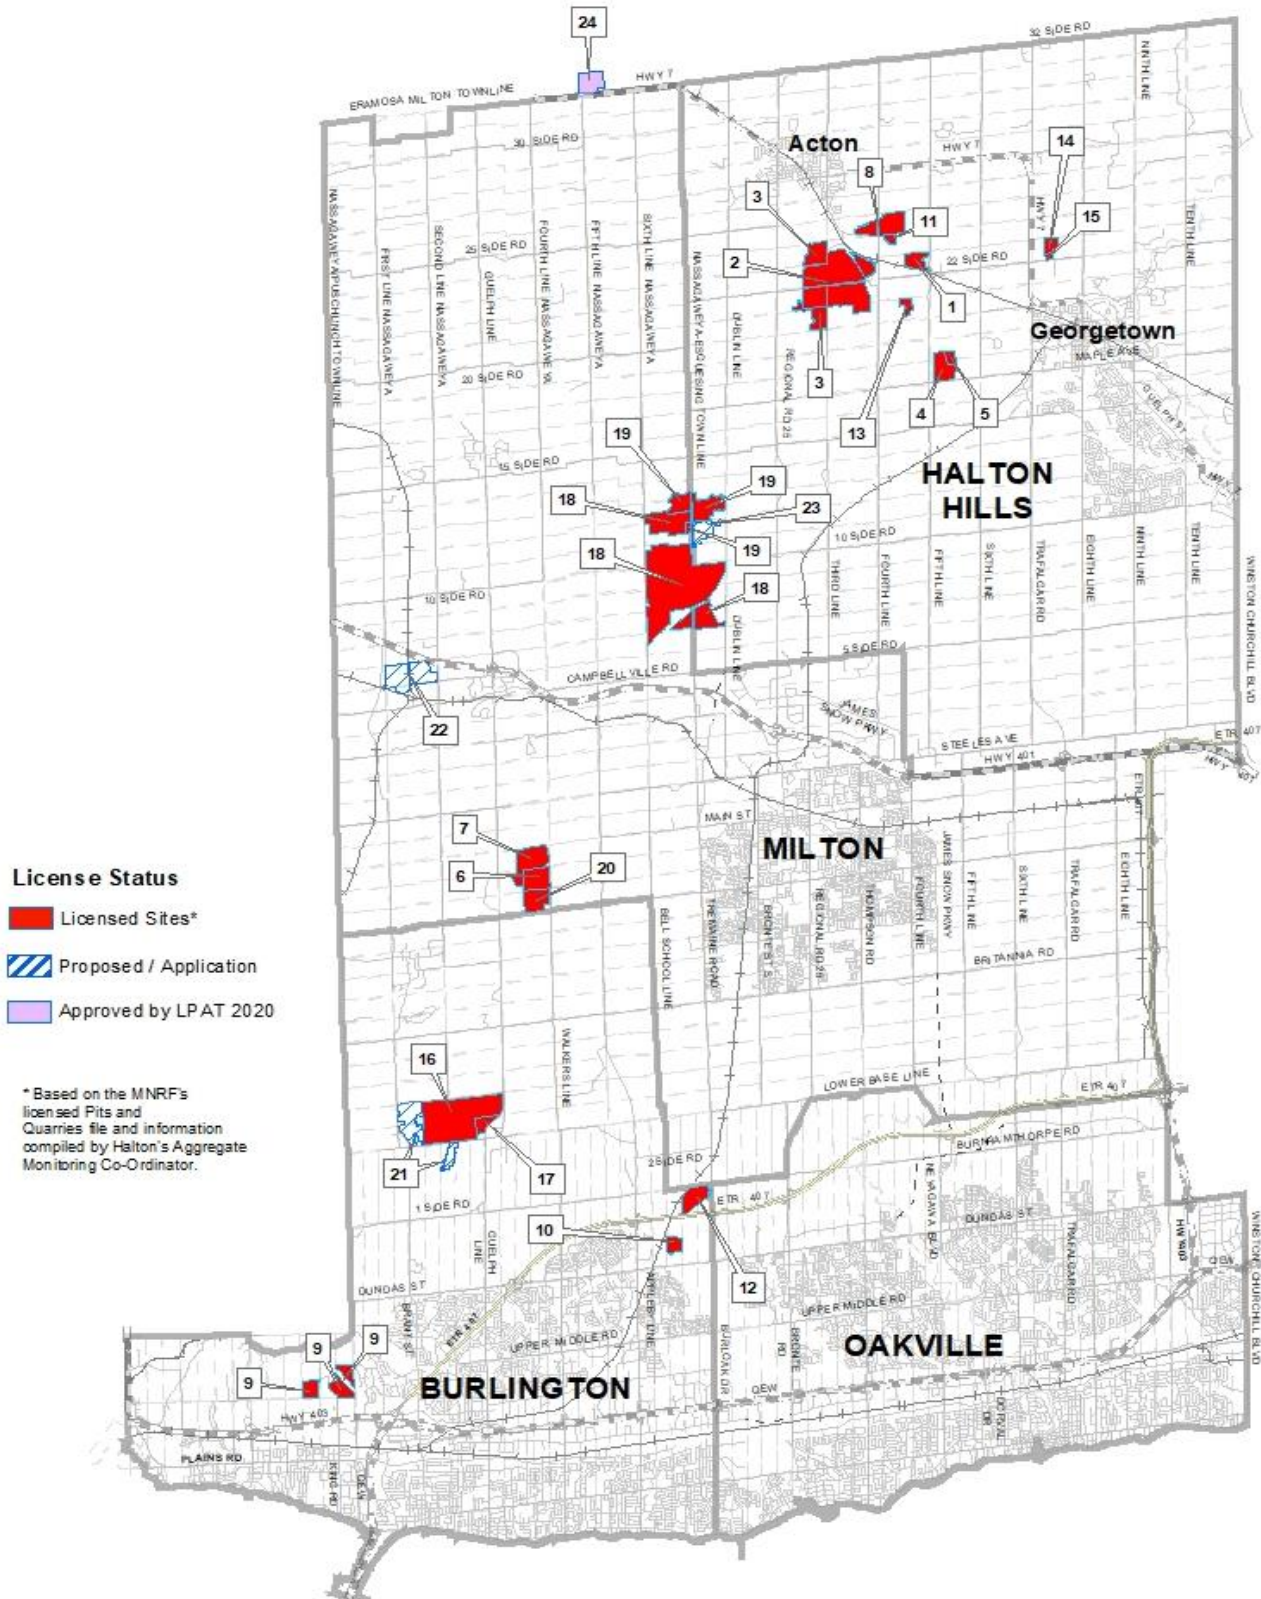 24
32 SIDE RD
HWY 7
ERAMOSA MILTON TOWNLINE
NINTH LINE
30 SIDE RD
Acton
HWY 7
14
8
3
11
15
HWY 7
TENTH LINE
NASSAGAWEYA/PUSCHLINCH TOWNLINE
FIRST LINE NASSAGAWEYA
SECOND LINE NASSAGAWEYA
25 SIDE RD
GUELPH LINE
FOURTH LINE NASSAGAWEYA
FIFTH LINE NASSAGAWEYA
SIXTH LINE NASSAGAWEYA
NASSAGAWEYA-ESQUESING TOWN LINE
2
22 SIDE RD
1
DUBLIN LINE
REGIONAL RD 25
Georgetown
MAPLE AVE
20 SIDE RD
3
4
5
13
GUELPH ST
19
15 SIDE RD
HALTON
HILLS
19
HWY 7
18
23
19
10 SIDE RD
18
18
10 SIDE RD
THIRD LINE
FOURTH LINE
FIFTH LINE
SIXTH LINE
TRAFALGAR RD
EIGHTH LINE
NINTH LINE
TENTH LINE
WINSTON CHURCHILL BLVD
DUBLIN LINE
5 SIDE RD
CAMPBELLVILLE RD
22
JAMES
SNOW PKWY
STEELES AVE
HWY 401
ETR 407
HWY 401
ETR 407
MAIN ST
7
MILTON
6
20
License Status
Licensed Sites*
Proposed / Application
Approved by LPAT 2020
BELL SCHOOL LINE
TREMAINE ROAD
BRONTE ST S
REGIONAL RD 25
THOMPSON RD
FOURTH LINE
JAMES SNOW PKWY
FIFTH LINE
SIXTH LINE
TRAFALGAR RD
EIGHTH LINE
BRITANNIA RD
WALKERS LINE
16
LOWER BASE LINE
ETR 407
* Based on the MNRF's
licensed Pits and
Quarries file and information
compiled by Halton's Aggregate
Monitoring Co-Ordinator.
BURNHAMTHORPE RD
2 SIDE RD
21
17
1 SIDE RD
ETR 407
NEYAGAWA BLVD
DUNDAS ST
10
12
GUELPH
LINE
TRAFALGAR RD
HWY 403
QEW
WINSTON CHURCHILL BLVD
DUNDAS ST
BRANT ST
ETR 407
UPPER MIDDLE RD
APPLEBY LINE
UPPER MIDDLE RD
BURLOAK DR
BRONTE
RD
OAKVILLE
9
9
9
BURLINGTON
QEW
HWY 403
DORVAL
DR
PLAINS RD
KING RD
QEW